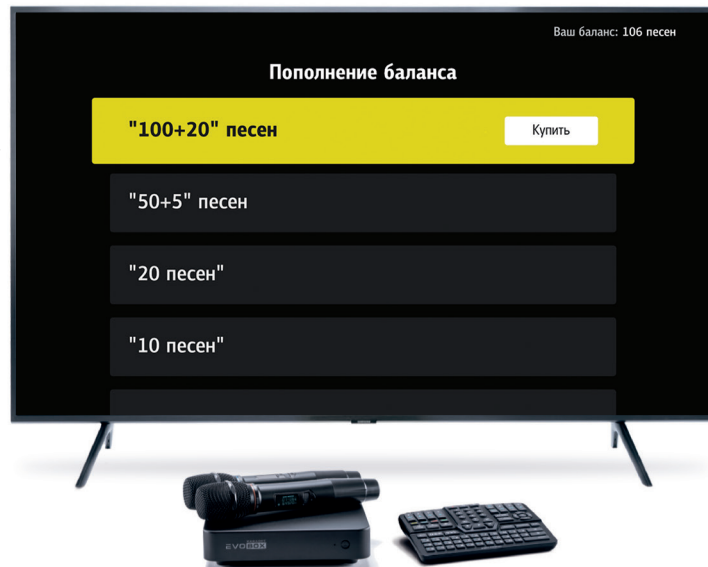 Ваш баланс: 106 песен
Пополнение баланса
"100+20" песен
Купить
"50+5" песен
"20 песен"
"10 песен"
EVOBOX